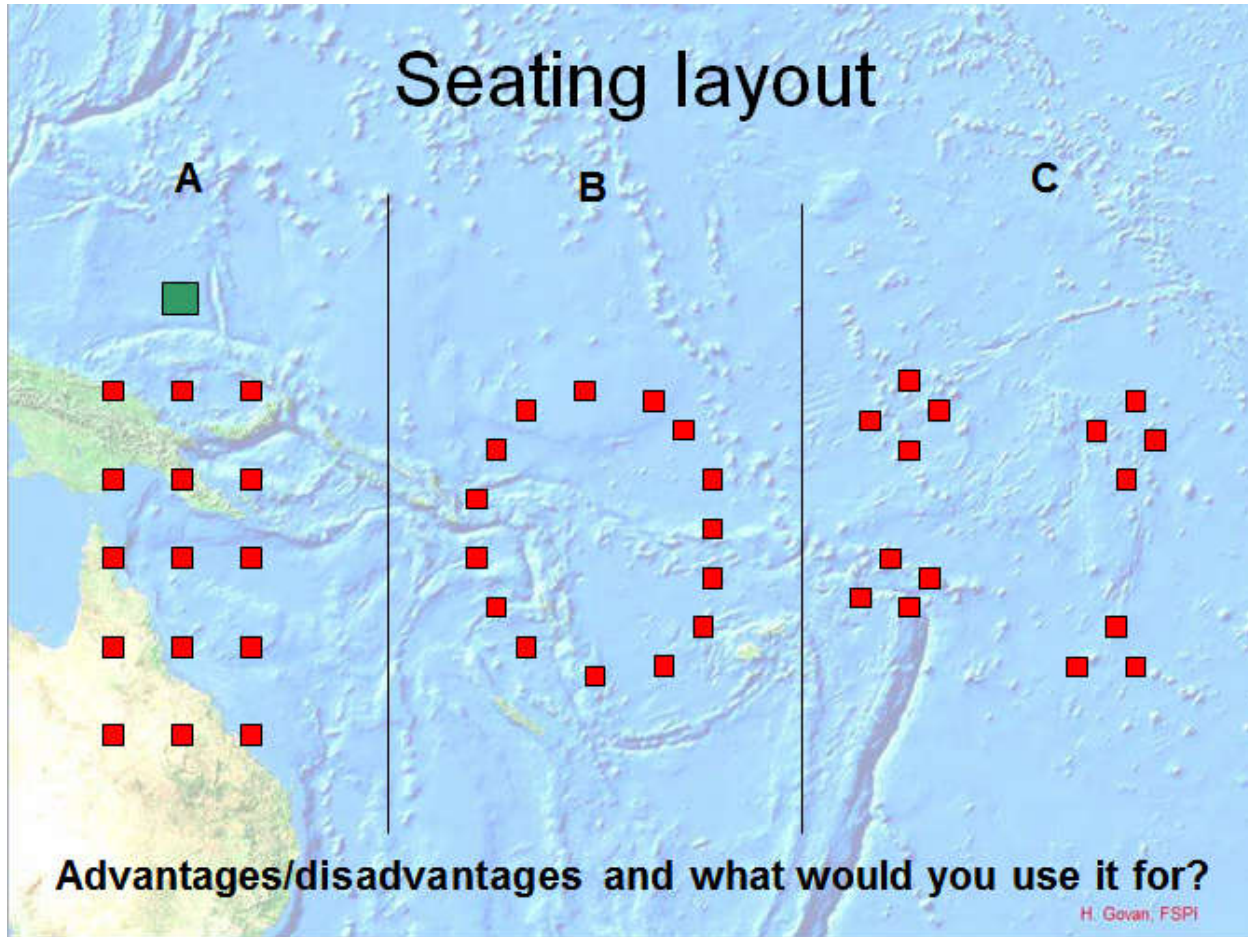 Seating layout
A
B
C
Advantages/disadvantages and what would you use it for?
H. Govan, FSPI